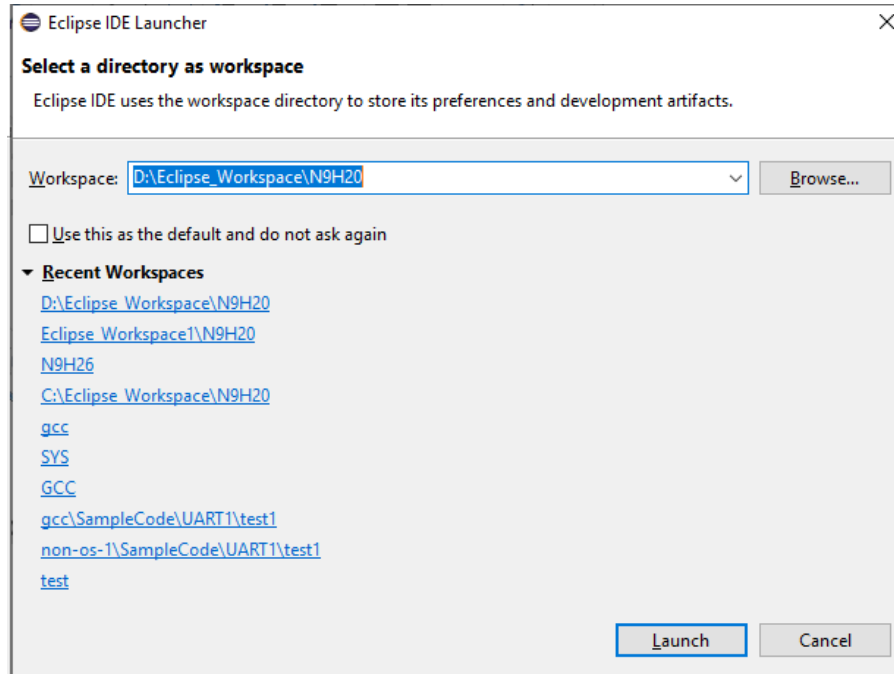 Eclipse IDE Launcher
Select a directory as workspace
Eclipse IDE uses the workspace directory to store its preferences and development artifacts.
Workspace: D:\Eclipse_Workspace\N9H20 Browse...
Use this as the default and do not ask again
Recent Workspaces
D:\Eclipse_Workspace\N9H20
Eclipse_Workspace1\N9H20
N9H26
C:\Eclipse_Workspace\N9H20
gcc
SYS
GCC
gcc\SampleCode\UART1\test1
non-os-1\SampleCode\UART1\test1
test
Launch Cancel